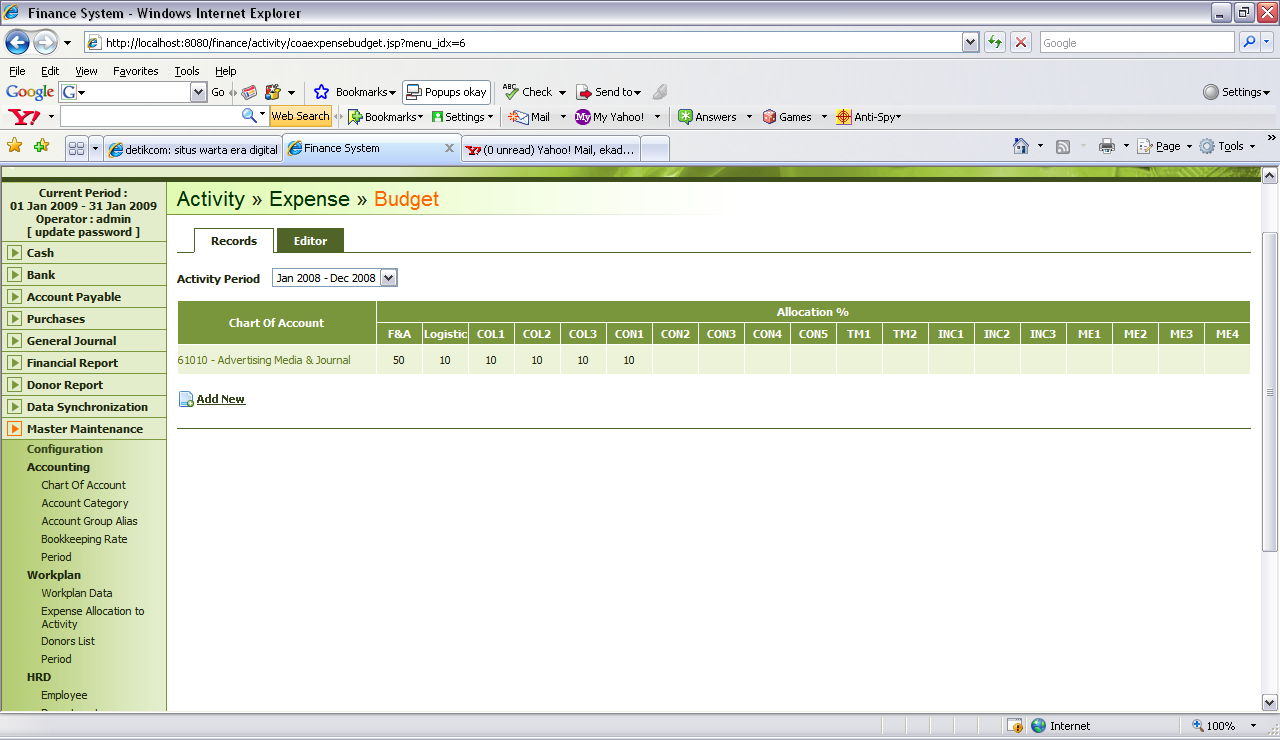 Finance System - Windows Internet Explorer
http://localhost:8080/finance/activity/coaexpensebudget.jsp?menu_idx=6
Google
File Edit View Favorites Tools Help
Google G Go Bookmarks Popups okay ABC Check Send to Settings
Y! Web Search Bookmarks Settings Mail My My Yahoo! Answers Games Anti-Spy
detikcom: situs warta era digital Finance System X Y! (0 unread) Yahoo! Mail, ekad... Page Tools »
Current Period :
01 Jan 2009 - 31 Jan 2009
Operator : admin
[ update password ]
Cash
Bank
Account Payable
Purchases
General Journal
Financial Report
Donor Report
Data Synchronization
Master Maintenance
Configuration
Accounting
Chart Of Account
Account Category
Account Group Alias
Bookkeeping Rate
Period
Workplan
Workplan Data
Expense Allocation to
Activity
Donors List
Period
HRD
Employee
Activity » Expense » Budget
Records Editor
Activity Period Jan 2008 - Dec 2008
Chart Of Account Allocation %
F&A Logistic COL1 COL2 COL3 CON1 CON2 CON3 CON4 CON5 TM1 TM2 INC1 INC2 INC3 ME1 ME2 ME3 ME4
61010 - Advertising Media & Journal 50 10 10 10 10 10
Add New
Internet 100%